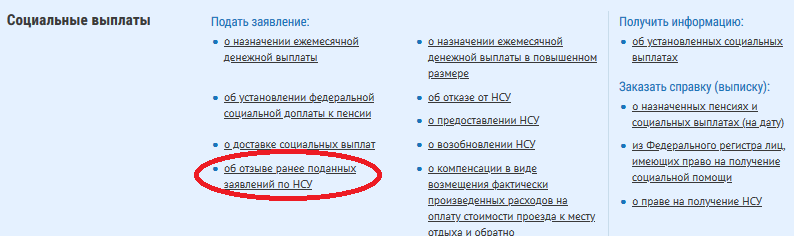 Социальные выплаты
Подать заявление:
о назначении ежемесячной
денежной выплаты
об установлении федеральной
социальной доплаты к пенсии
о доставке социальных выплат
об отзыве ранее поданных
заявлений по НСУ
о назначении ежемесячной
денежной выплаты в повышенном
размере
об отказе от НСУ
о предоставлении НСУ
о возобновлении НСУ
о компенсации в виде
возмещения фактически
произведенных расходов на
оплату стоимости проезда к месту
отдыха и обратно
Получить информацию:
об установленных социальных
выплатах
Заказать справку (выписку):
о назначенных пенсиях и
социальных выплатах (на дату)
из Федерального регистра лиц,
имеющих право на получение
социальной помощи
о праве на получение НСУ